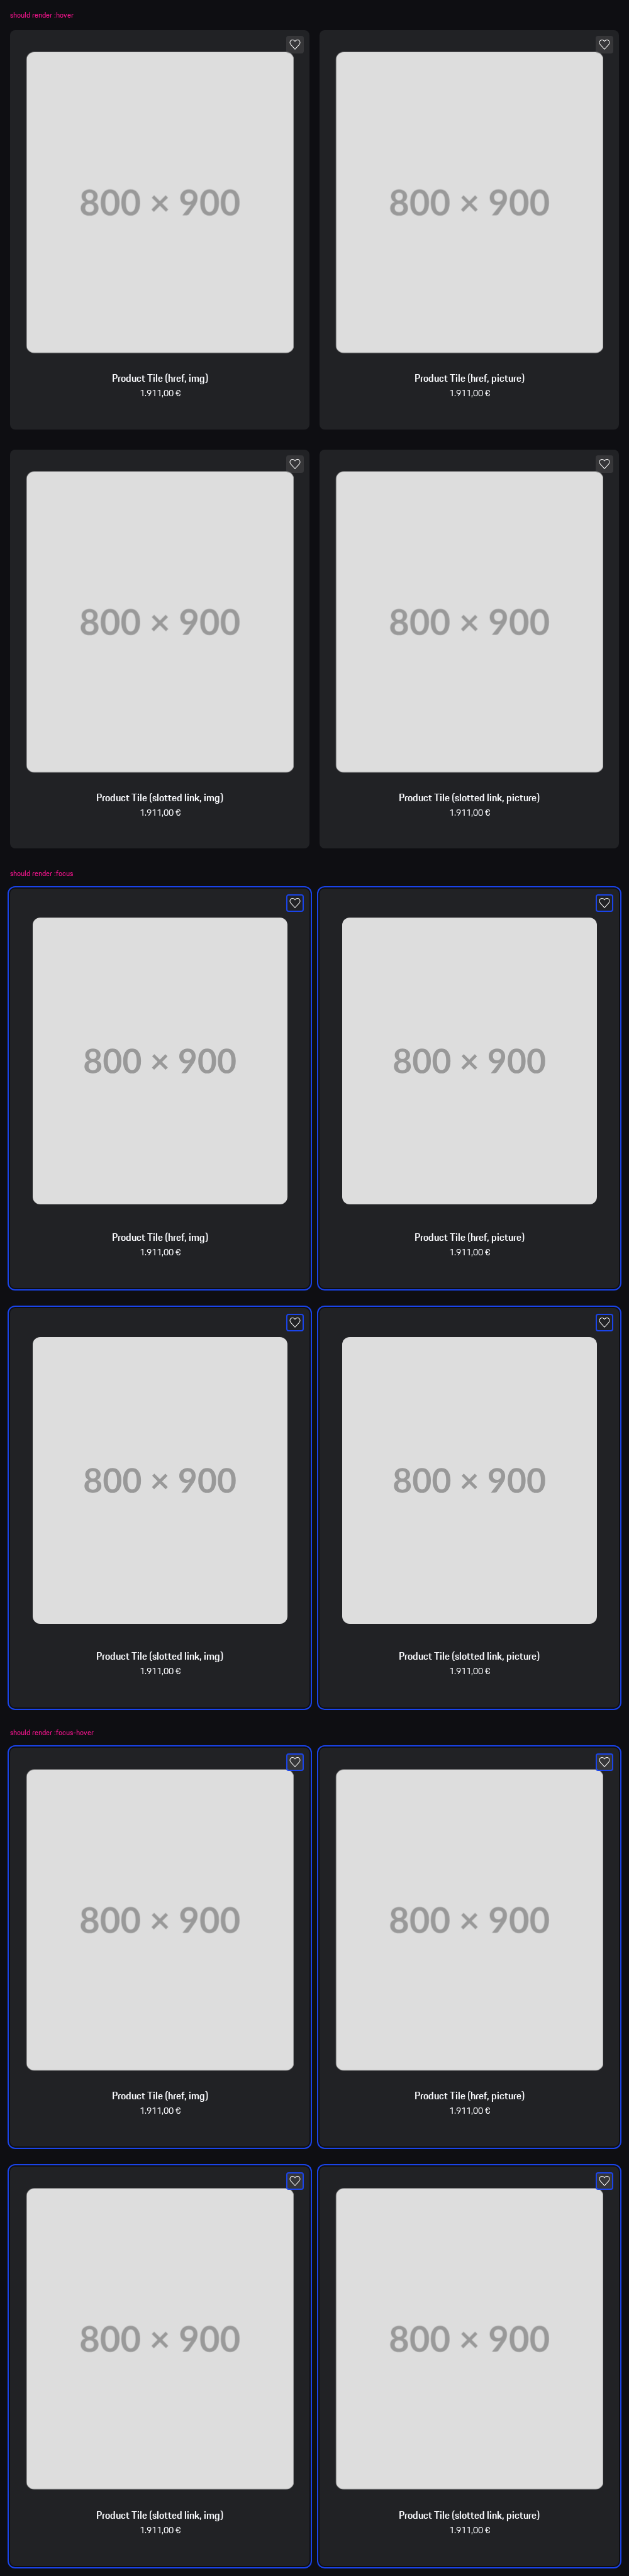 should render :hover
800 × 900
800 × 900
Product Tile (href, img)
Product Tile (href, picture)
1.911,00 €
1.911,00 €
800 × 900
800 × 900
Product Tile (slotted link, img)
Product Tile (slotted link, picture)
1.911,00 €
1.911,00 €
should render :focus
800 × 900
800 × 900
Product Tile (href, img)
Product Tile (href, picture)
1.911,00 €
1.911,00 €
800 × 900
800 × 900
Product Tile (slotted link, img)
Product Tile (slotted link, picture)
1.911,00 €
1.911,00 €
should render :focus-hover
800 × 900
800 × 900
Product Tile (href, img)
Product Tile (href, picture)
1.911,00 €
1.911,00 €
800 × 900
800 × 900
Product Tile (slotted link, img)
Product Tile (slotted link, picture)
1.911,00 €
1.911,00 €